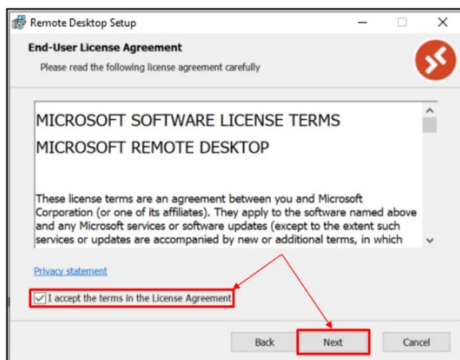 Remote Desktop Setup
End-User License Agreement
Please read the following license agreement carefully
MICROSOFT SOFTWARE LICENSE TERMS
MICROSOFT REMOTE DESKTOP
These license terms are an agreement between you and Microsoft
Corporation (or one of its affiliates). They apply to the software named above
and any Microsoft services or software updates (except to the extent such
services or updates are accompanied by new or additional terms, in which
Privacy statement
I accept the terms in the License Agreement
Back Next Cancel